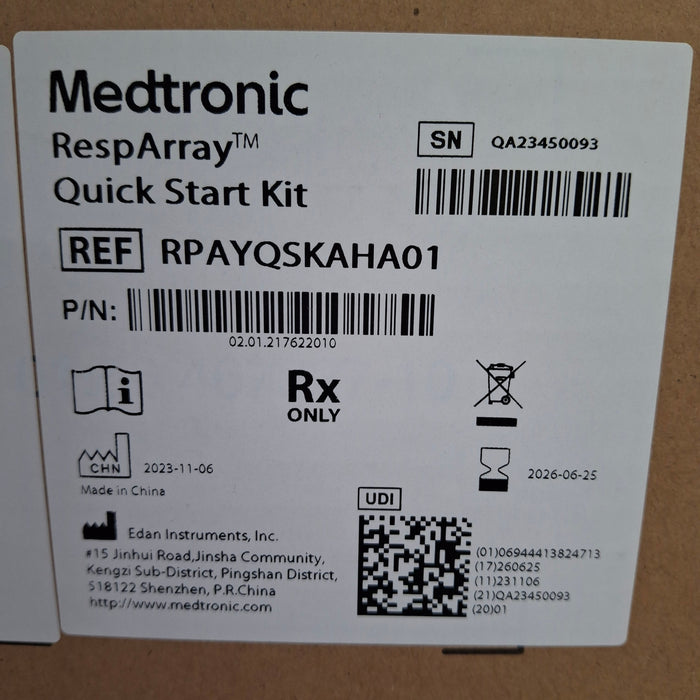 Medtronic
RespArray™
Quick Start Kit
SN QA23450093
REF RPAYQSKAHA01
P/N:
02.01.217622010
i
Rx
ONLY
CHN 2023-11-06
Made in China
2026-06-25
UDI
Edan Instruments, Inc.
#15 Jinhui Road,Jinsha Community,
Kengzi Sub-District, Pingshan District,
518122 Shenzhen, P.R.China
http://www.medtronic.com
(01)06944413824713
(17)260625
(11)231106
(21)QA23450093
(20)01